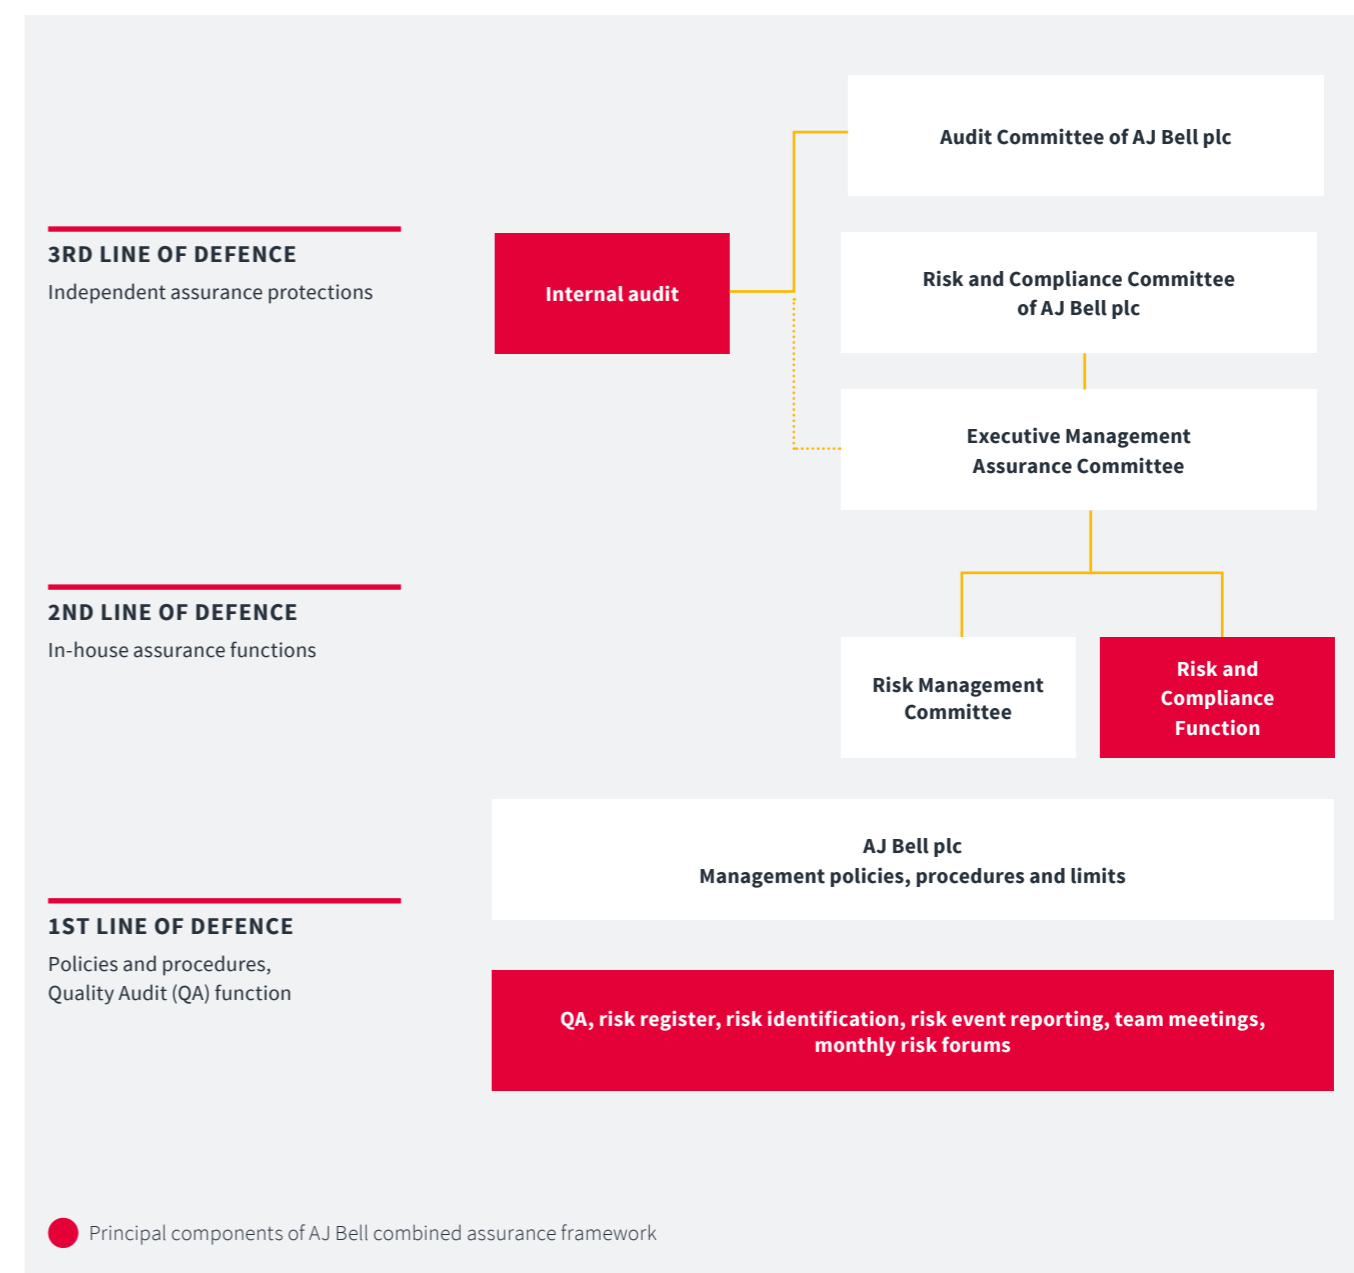 Audit Committee of AJ Bell plc
3RD LINE OF DEFENCE
Independent assurance protections
Internal audit
Risk and Compliance Committee
of AJ Bell plc
Executive Management
Assurance Committee
2ND LINE OF DEFENCE
In-house assurance functions
Risk Management
Committee
Risk and
Compliance
Function
AJ Bell plc
Management policies, procedures and limits
1ST LINE OF DEFENCE
Policies and procedures,
Quality Audit (QA) function
QA, risk register, risk identification, risk event reporting, team meetings,
monthly risk forums
Principal components of AJ Bell combined assurance framework